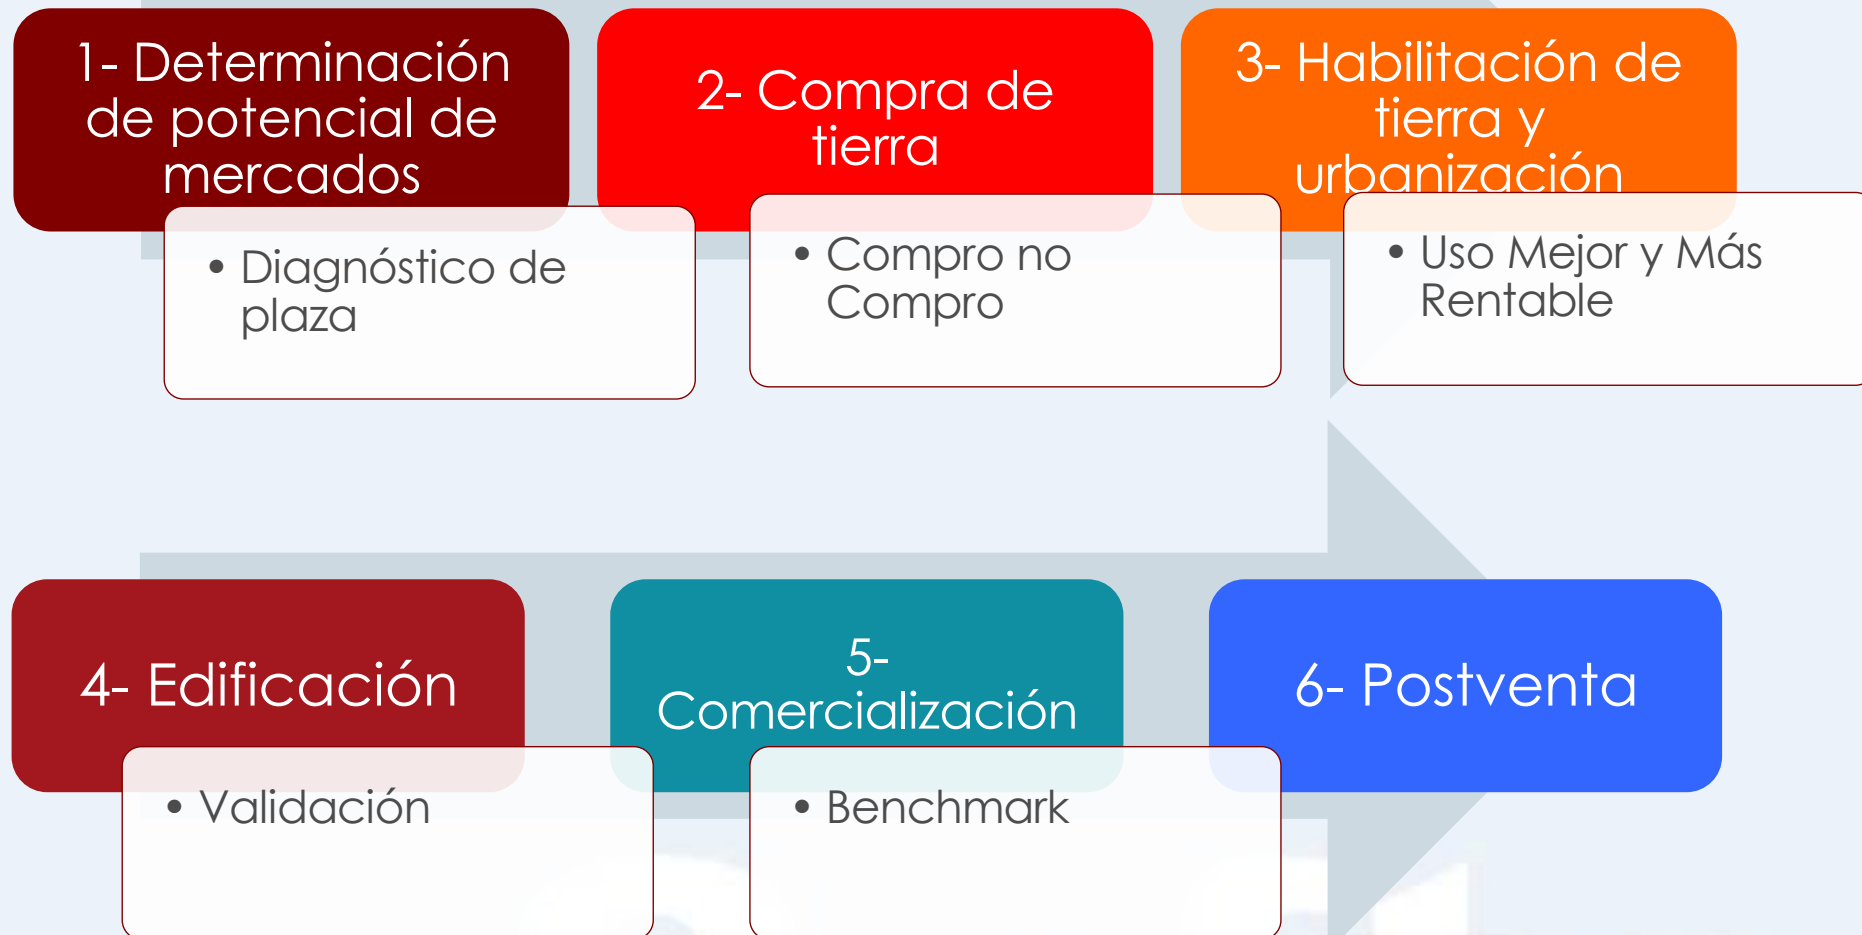 1- Determinación
de potencial de
mercados
• Diagnóstico de
plaza
2- Compra de
tierra
• Compro no
Compro
3- Habilitación de
tierra y
urbanización
• Uso Mejor y Más
Rentable
4- Edificación
• Validación
5-
Comercialización
• Benchmark
6- Postventa